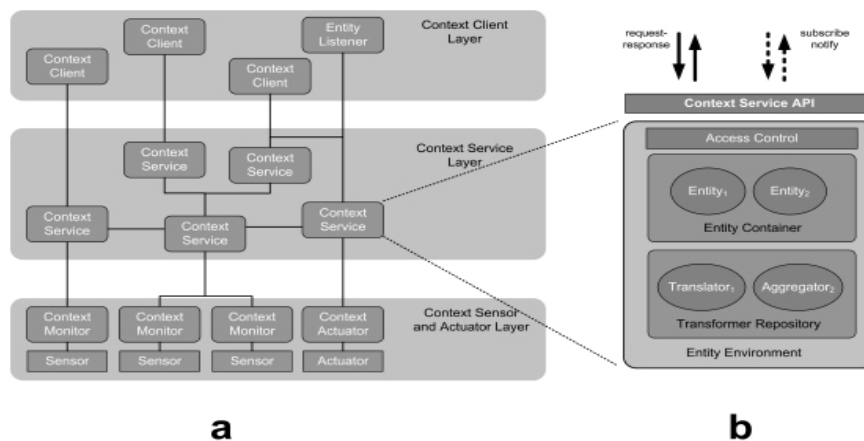 Context
Client
Context
Client
Entity
Listener
Context
Client
Context Client
Layer
Context
Service
Context
Service
Context Service
Layer
Context
Service
Context
Service
Context
Service
Context
Monitor
Context
Monitor
Context
Monitor
Context
Actuator
Context Sensor
and Actuator Layer
Sensor
Sensor
Sensor
Actuator
a
request-
response
subscribe
notify
Context Service API
Access Control
Entity1
Entity2
Entity Container
Translator1
Aggregator2
Transformer Repository
Entity Environment
b